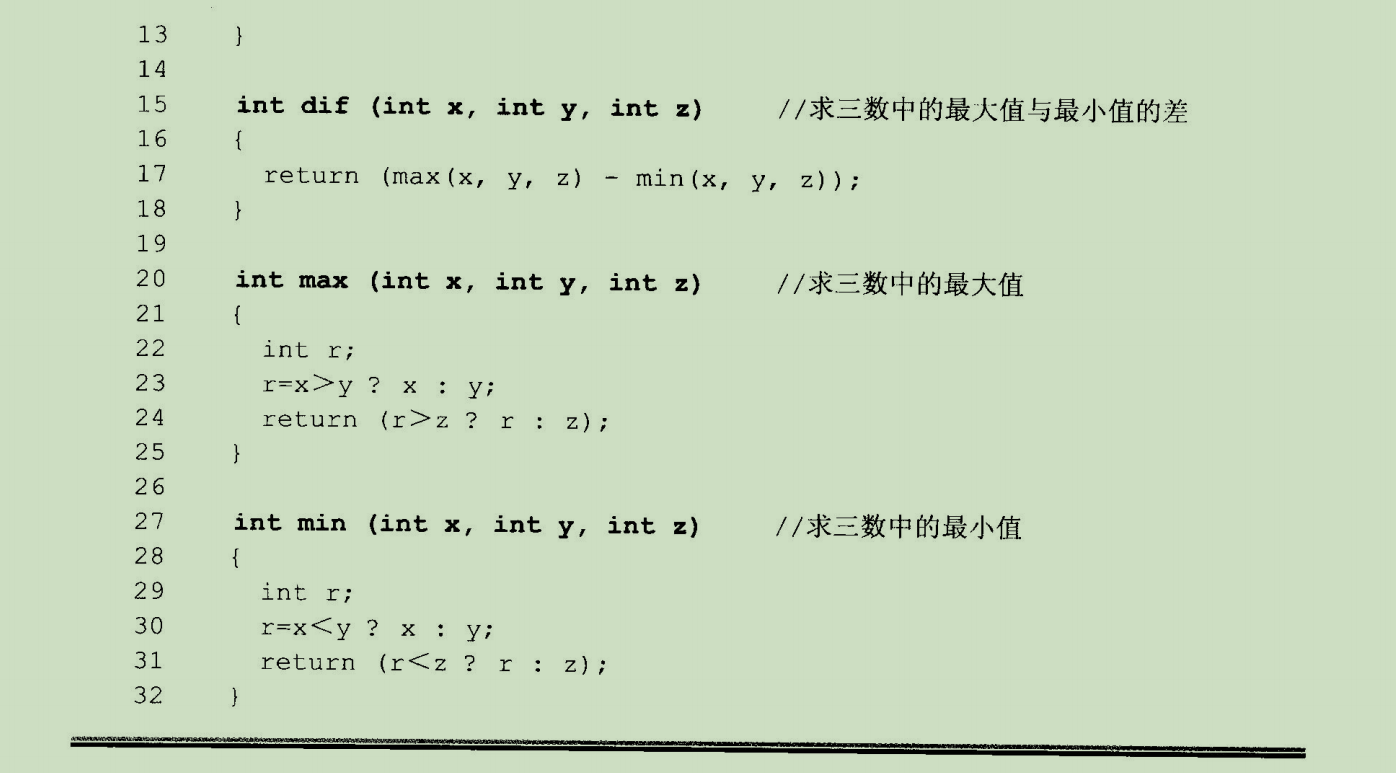 13 }
14
15 int dif (int x, int y, int z) //求三数中的最大值与最小值的差
16 {
17 return (max(x, y, z) - min(x, y, z));
18 }
19
20 int max (int x, int y, int z) //求三数中的最大值
21 {
22 int r;
23 r=x>y ? x : y;
24 return (r>z ? r : z);
25 }
26
27 int min (int x, int y, int z) //求三数中的最小值
28 {
29 int r;
30 r=x<y ? x : y;
31 return (r<z ? r : z);
32 }